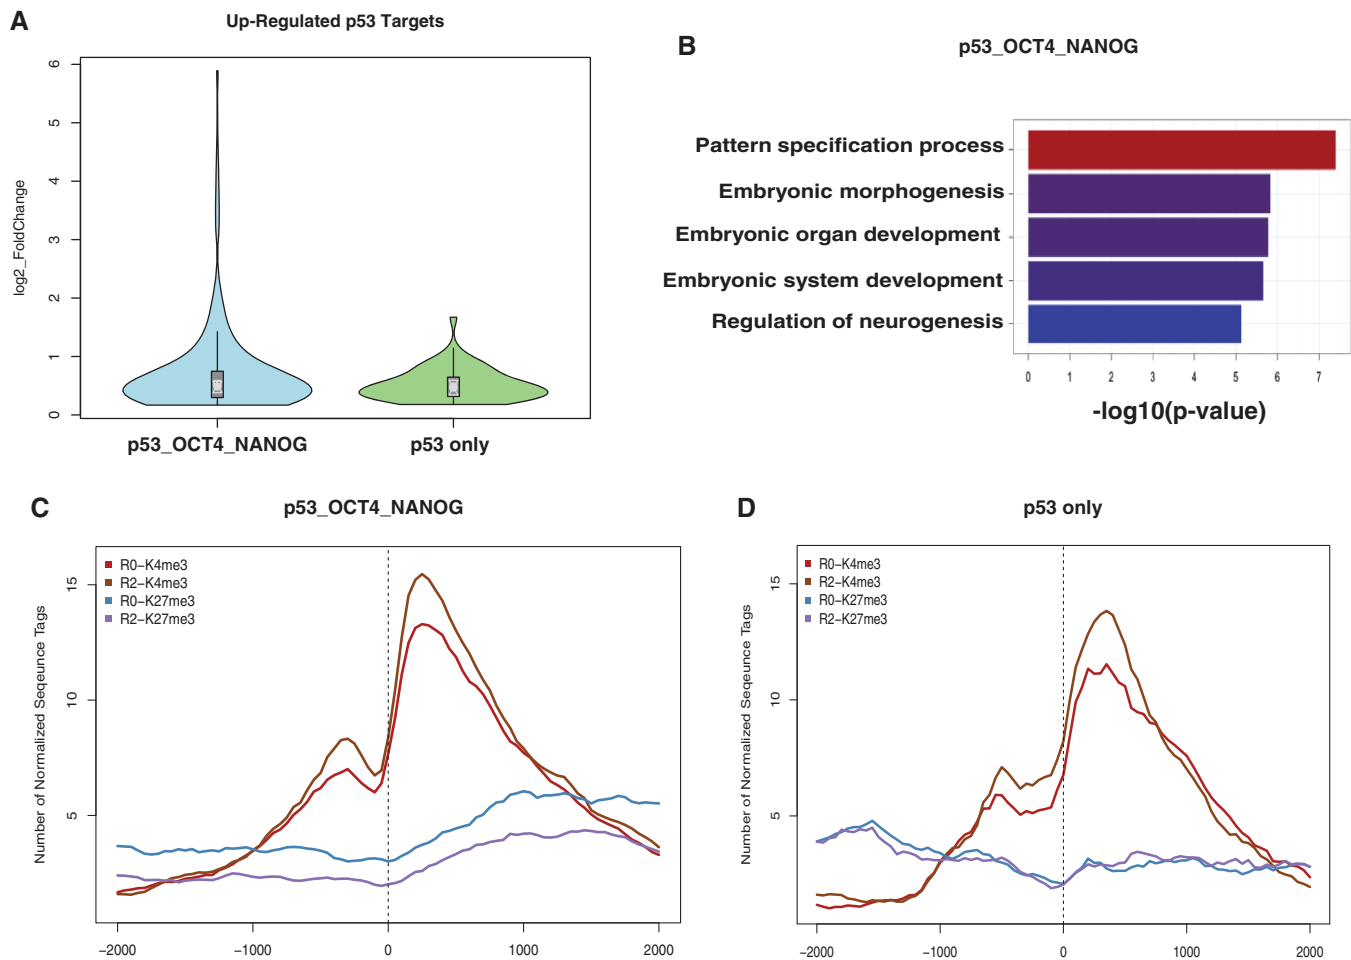 A
Up-Regulated p53 Targets
log2_FoldChange
6
5
4
3
2
1
0
p53_OCT4_NANOG
p53 only
B
p53_OCT4_NANOG
Pattern specification process
Embryonic morphogenesis
Embryonic organ development
Embryonic system development
Regulation of neurogenesis
0 1 2 3 4 5 6 7
-log10(p-value)
C
p53_OCT4_NANOG
Number of Normalized Seqeunce Tags
15
10
5
R0-K4me3
R2-K4me3
R0-K27me3
R2-K27me3
-2000 -1000 0 1000 2000
D
p53 only
Number of Normalized Seqeunce Tags
15
10
5
R0-K4me3
R2-K4me3
R0-K27me3
R2-K27me3
-2000 -1000 0 1000 2000